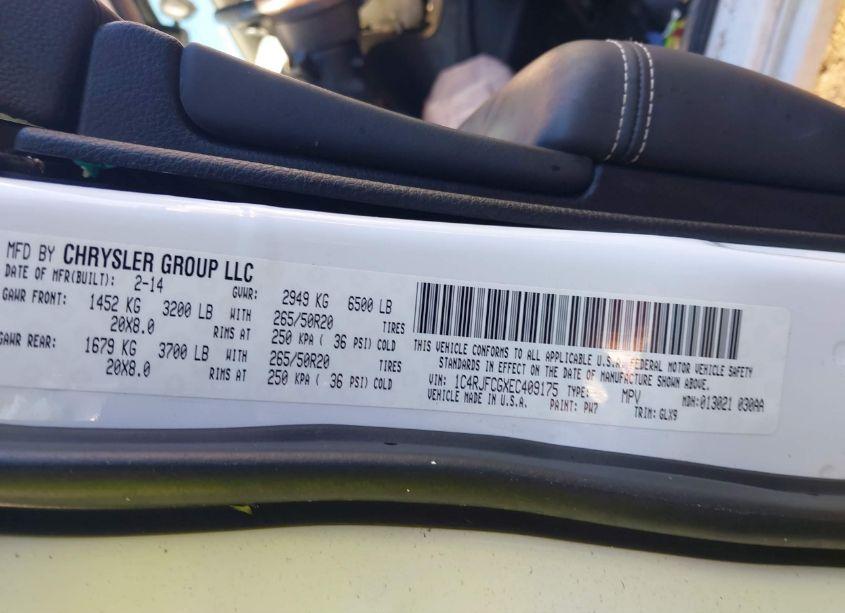 MFD BY CHRYSLER GROUP LLC
DATE OF MFR(BUILT): 2-14 GVWR: 2949 KG 6500 LB
GAWR FRONT: 1452 KG 3200 LB WITH 265/50R20 TIRES
20X8.0 RIMS AT 250 KPA ( 36 PSI) COLD
GAWR REAR: 1679 KG 3700 LB WITH 265/50R20 TIRES
20X8.0 RIMS AT 250 KPA ( 36 PSI) COLD
THIS VEHICLE CONFORMS TO ALL APPLICABLE U.S.A. FEDERAL MOTOR VEHICLE SAFETY
STANDARDS IN EFFECT ON THE DATE OF MANUFACTURE SHOWN ABOVE.
VIN: 1C4RJFCGXEC409175 TYPE: MPV MDH: 013021 030AA
VEHICLE MADE IN U.S.A. PAINT: PW7 TRIM: GLX9